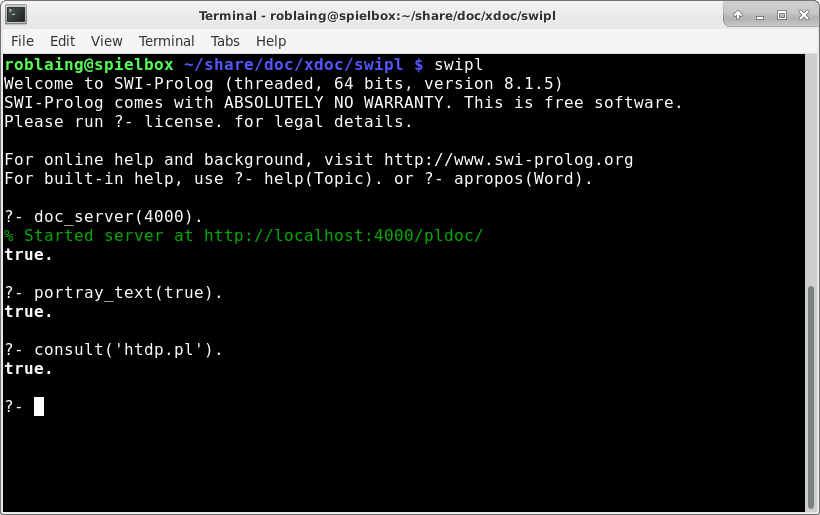 Terminal - roblaing@spielbox:~/share/doc/xdoc/swipl
File Edit View Terminal Tabs Help
roblaing@spielbox ~/share/doc/xdoc/swipl $ swipl
Welcome to SWI-Prolog (threaded, 64 bits, version 8.1.5)
SWI-Prolog comes with ABSOLUTELY NO WARRANTY. This is free software.
Please run ?- license. for legal details.
For online help and background, visit http://www.swi-prolog.org
For built-in help, use ?- help(Topic). or ?- apropos(Word).
?- doc_server(4000).
% Started server at http://localhost:4000/pldoc/
true.
?- portray_text(true).
true.
?- consult('htdp.pl').
true.
?-